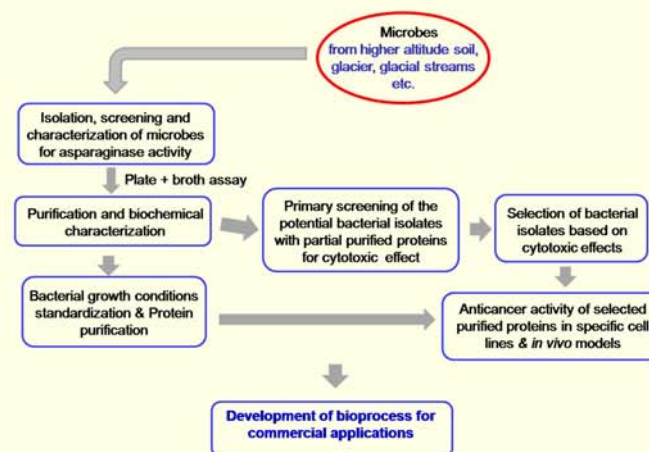 Microbes
from higher altitude soil,
glacier, glacial streams
etc.
Isolation, screening and
characterization of microbes
for asparaginase activity
Plate + broth assay
Purification and biochemical
characterization
Primary screening of the
potential bacterial isolates
with partial purified proteins
for cytotoxic effect
Selection of bacterial
isolates based on
cytotoxic effects
Bacterial growth conditions
standardization & Protein
purification
Anticancer activity of selected
purified proteins in specific cell
lines & in vivo models
Development of bioprocess for
commercial applications